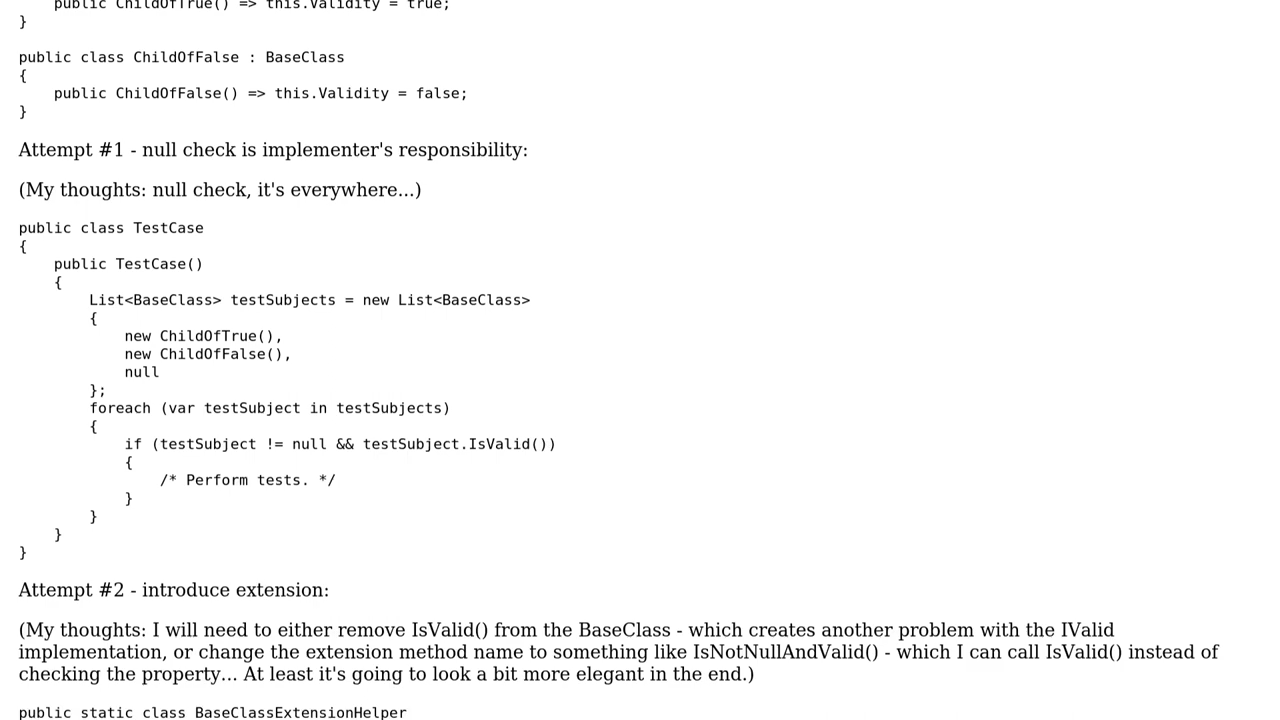 public ChildOfTrue() => this.Validity = true;
}
public class ChildOfFalse : BaseClass
{
public ChildOfFalse() => this.Validity = false;
}
Attempt #1 - null check is implementer's responsibility:
(My thoughts: null check, it's everywhere...)
public class TestCase
{
public TestCase()
{
List<BaseClass> testSubjects = new List<BaseClass>
{
new ChildOfTrue(),
new ChildOfFalse(),
null
};
foreach (var testSubject in testSubjects)
{
if (testSubject != null && testSubject.IsValid())
{
/* Perform tests. */
}
}
}
}
Attempt #2 - introduce extension:
(My thoughts: I will need to either remove IsValid() from the BaseClass - which creates another problem with the IValid
implementation, or change the extension method name to something like IsNotNullAndValid() - which I can call IsValid() instead of
checking the property... At least it's going to look a bit more elegant in the end.)
public static class BaseClassExtensionHelper